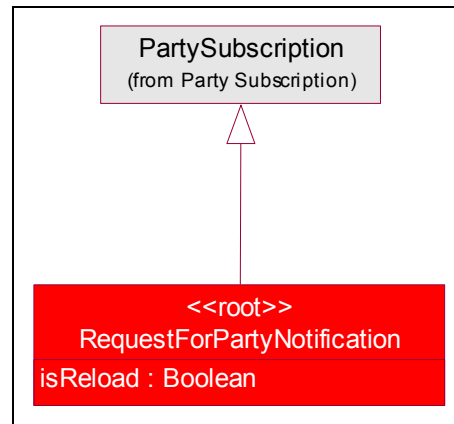 PartySubscription
(from Party Subscription)
<<root>>
RequestForPartyNotification
isReload : Boolean